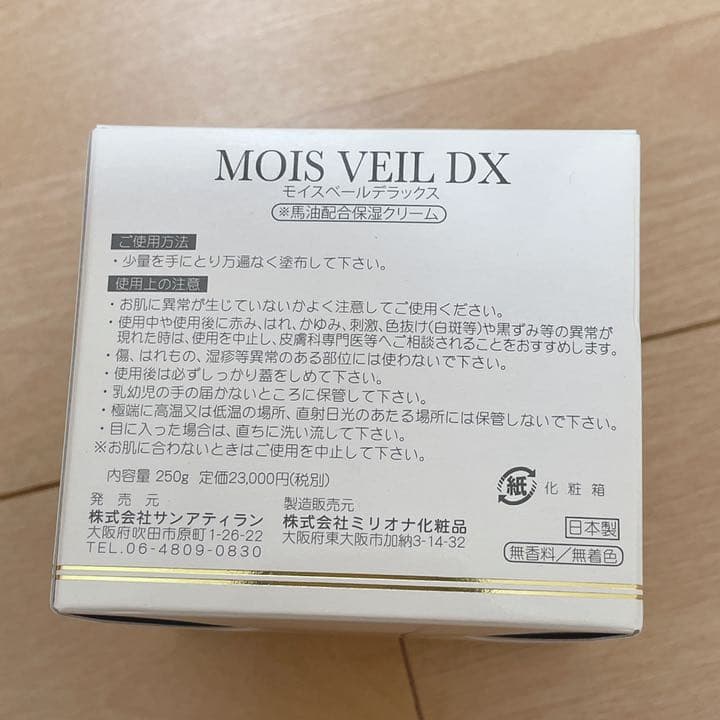 MOIS VEIL DX
モイスベールデラックス
※馬油配合保湿クリーム
ご使用方法
・少量を手にとり万遍なく塗布して下さい。
使用上の注意
・お肌に異常が生じていないかよく注意してご使用ください。
・使用中や使用後に赤み、はれ、かゆみ、刺激、色抜け(白斑等)や黒ずみ等の異常が
現れた時は、使用を中止し、皮膚科専門医等へご相談されることをおすすめします。
・傷、はれもの、湿疹等異常のある部位には使わないで下さい。
・使用後は必ずしっかり蓋をしめて下さい。
・乳幼児の手の届かないところに保管して下さい。
・極端に高温又は低温の場所、直射日光のあたる場所には保管しないで下さい。
・目に入った場合は、直ちに洗い流して下さい。
※お肌に合わないときはご使用を中止して下さい。
内容量 250g 定価23,000円(税別)
紙 化粧箱
発売元
株式会社サンアティラン
大阪府吹田市原町1-26-22
TEL.06-4809-0830
製造販売元
株式会社ミリオナ化粧品
大阪府東大阪市加納3-14-32
日本製
無香料/無着色